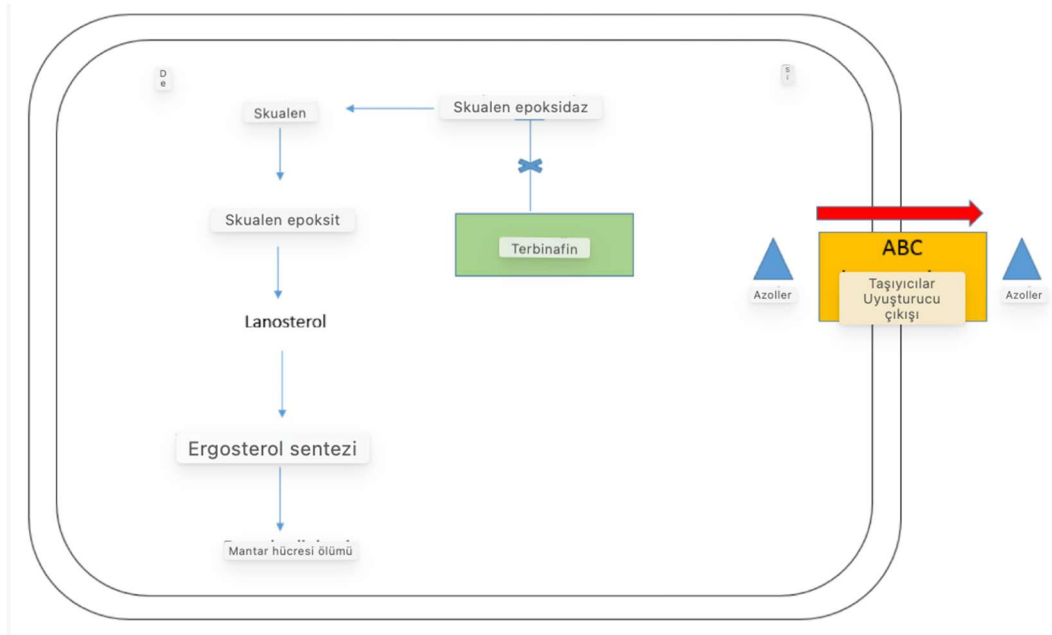 D
e
S
i
Skualen
Skualen epoksidaz
Skualen epoksit
Terbinafin
ABC
Taşıyıcılar
Uyuşturucu
çıkışı
Azoller
Azoller
Lanosterol
Ergosterol sentezi
Mantar hücresi ölümü